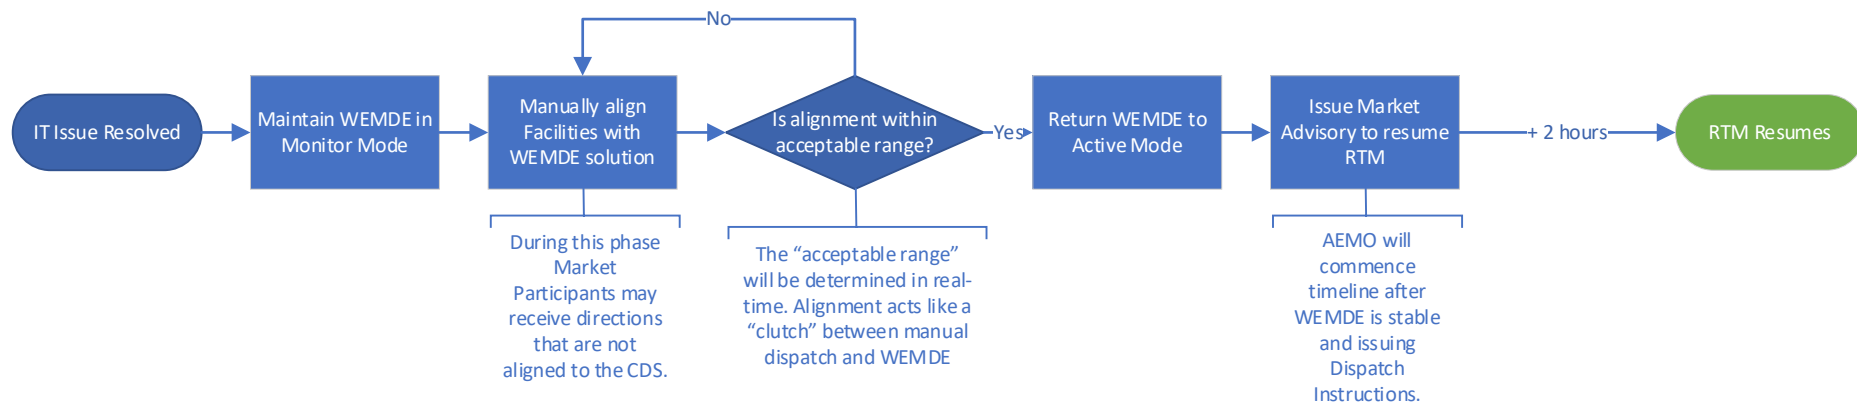 No
IT Issue Resolved
Maintain WEMDE in
Monitor Mode
Manually align
Facilities with
WEMDE solution
Is alignment within
acceptable range?
Yes
Return WEMDE to
Active Mode
Issue Market
Advisory to resume
RTM
+ 2 hours
RTM Resumes
During this phase
Market
Participants may
receive directions
that are not
aligned to the CDS.
The “acceptable range”
will be determined in real-
time. Alignment acts like a
“clutch” between manual
dispatch and WEMDE
AEMO will
commence
timeline after
WEMDE is stable
and issuing
Dispatch
Instructions.